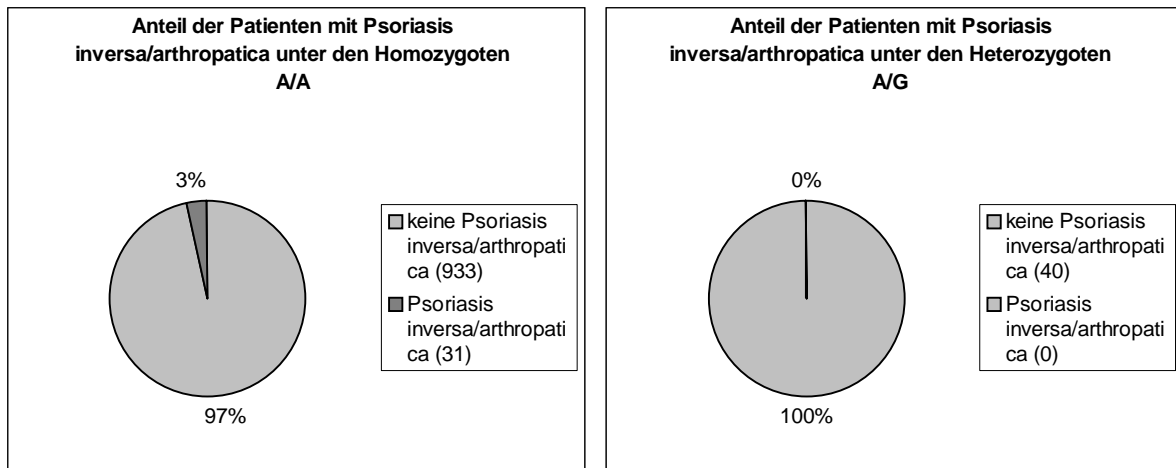 Anteil der Patienten mit Psoriasis
inversa/arthropatica unter den Homozygoten
A/A
3%
97%
keine Psoriasis
inversa/arthropati
ca (933)
Psoriasis
inversa/arthropati
ca (31)
Anteil der Patienten mit Psoriasis
inversa/arthropatica unter den Heterozygoten
A/G
0%
100%
keine Psoriasis
inversa/arthropati
ca (40)
Psoriasis
inversa/arthropati
ca (0)